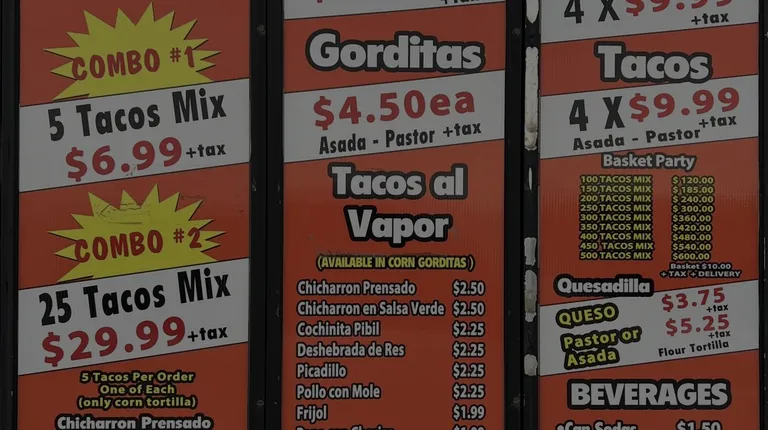 COMBO #1
5 Tacos Mix
$6.99 +tax
COMBO #2
25 Tacos Mix
$29.99 +tax
5 Tacos Per Order
One of Each
(only corn tortilla)
Chicharron Prensado
+tax
Gorditas
$4.50ea
Asada - Pastor +tax
Tacos al
Vapor
(AVAILABLE IN CORN GORDITAS)
Chicharron Prensado $2.50
Chicharron en Salsa Verde $2.50
Cochinita Pibil $2.25
Deshebrada de Res $2.25
Picadillo $2.25
Pollo con Mole $2.25
Frijol $1.99
4 X $9.99
+tax
Tacos
4 X $9.99
Asada - Pastor +tax
Basket Party
100 TACOS MIX $120.00
150 TACOS MIX $185.00
200 TACOS MIX $240.00
250 TACOS MIX $300.00
300 TACOS MIX $360.00
350 TACOS MIX $420.00
400 TACOS MIX $480.00
450 TACOS MIX $540.00
500 TACOS MIX $600.00
Basket $10.00
+ TAX + DELIVERY
Quesadilla
QUESO $3.75
+tax
Pastor or $5.25
+tax
Asada Flour Tortilla
BEVERAGES
•Can Sodas $1.50